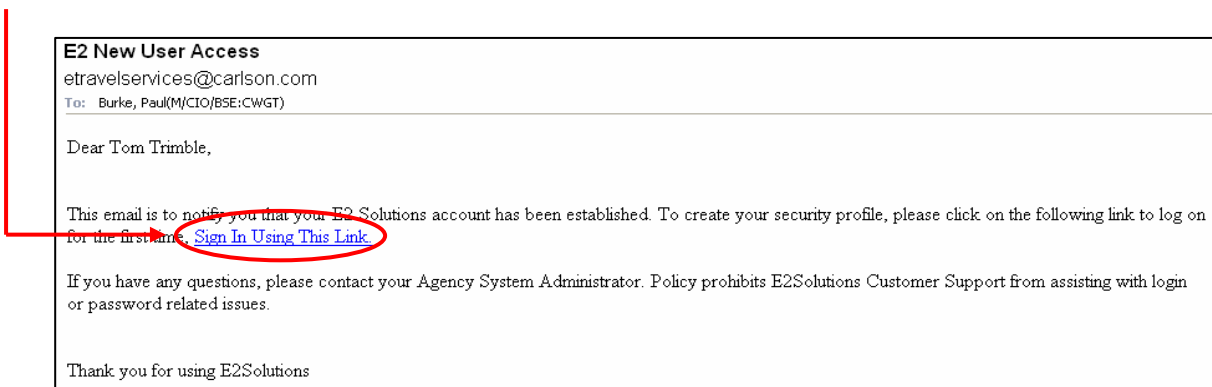 E2 New User Access
etravelservices@carlson.com
To: Burke, Paul(M/CIO/BSE:CWGT)
Dear Tom Trimble,
This email is to notify you that your E2 Solutions account has been established. To create your security profile, please click on the following link to log on
for the first time, Sign In Using This Link.
If you have any questions, please contact your Agency System Administrator. Policy prohibits E2Solutions Customer Support from assisting with login
or password related issues.
Thank you for using E2Solutions